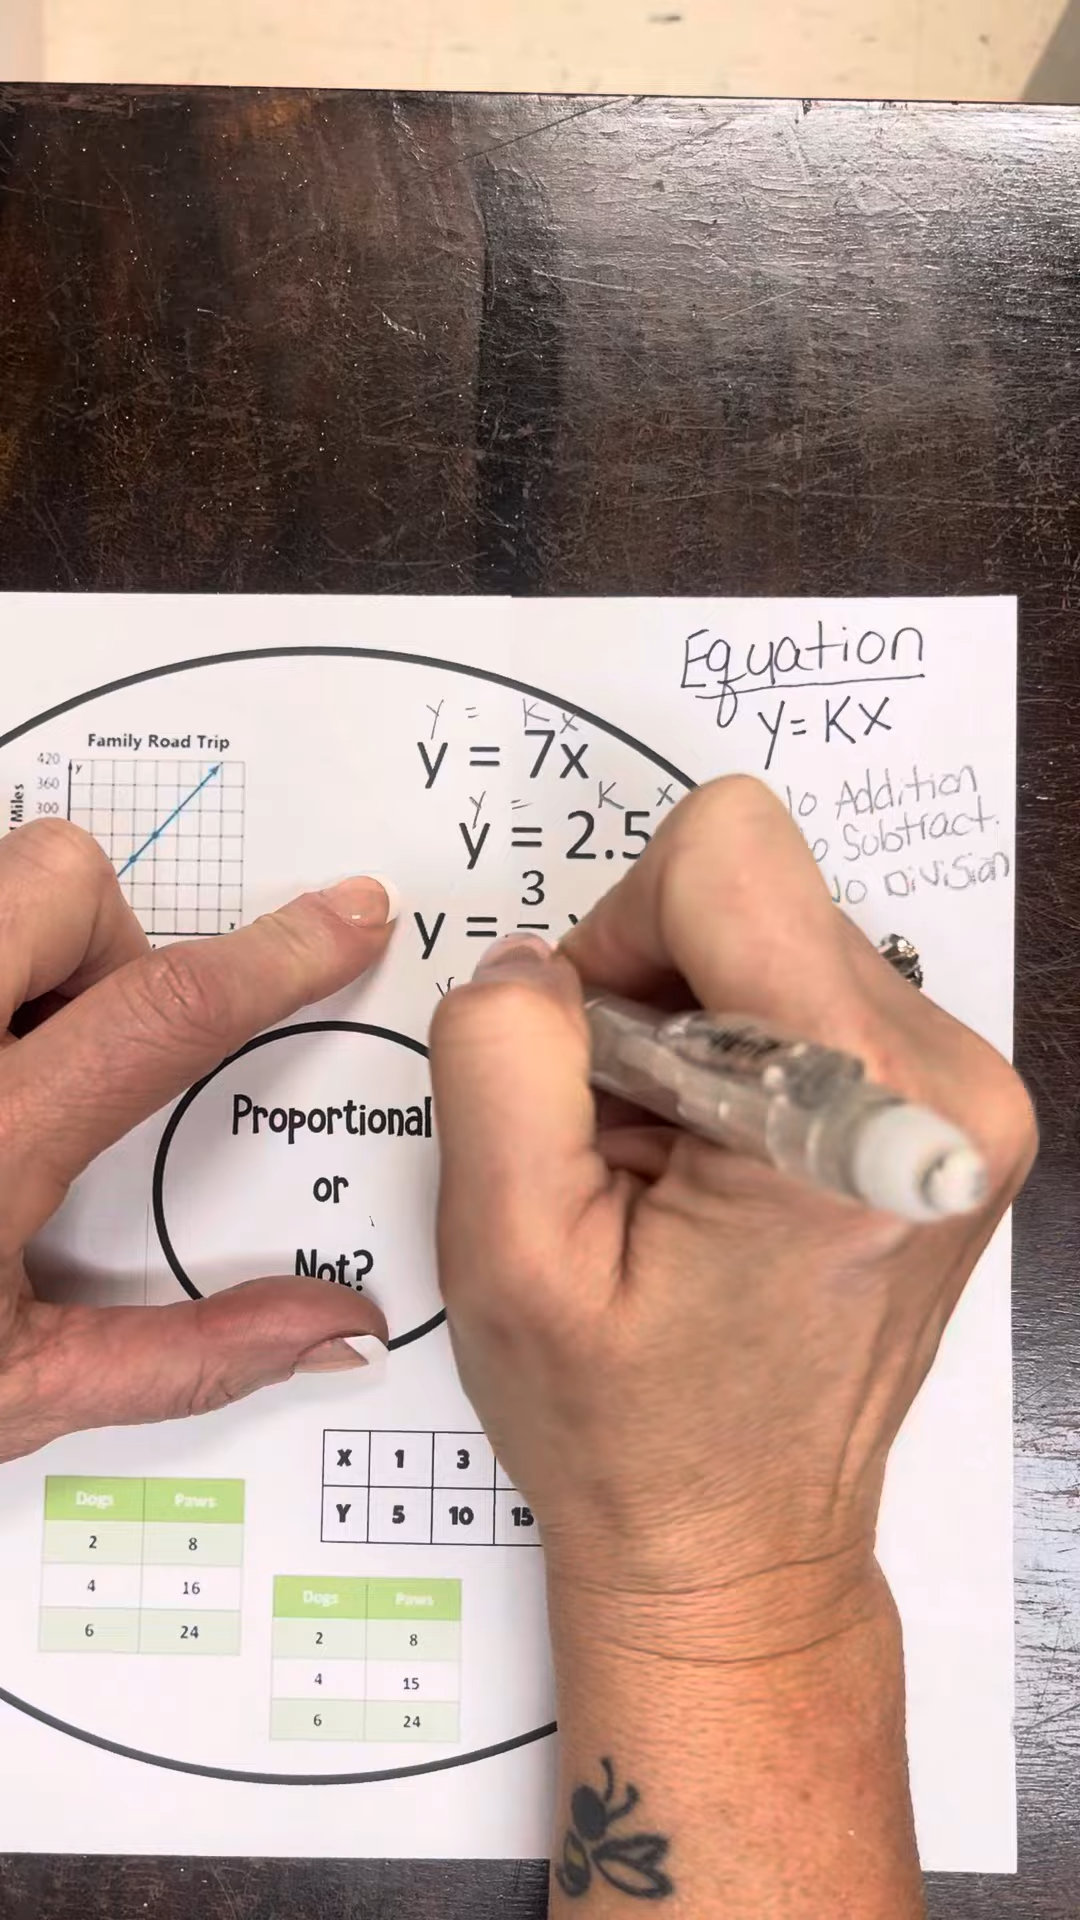 Equation
y = Kx
No Addition
No Subtract.
No Division
y = K x
y = 7x
y = K x
y = 2.5
y = 3
y
Family Road Trip
420
360
300
Miles
y
x
Proportional
or
Not?
X 1 3
Y 5 10 15
Dogs Paws
2 8
4 16
6 24
Dogs Paws
2 8
4 15
6 24